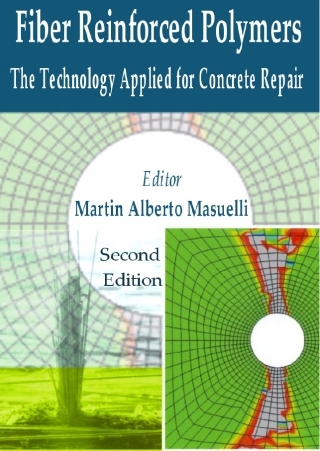 Fiber Reinforced Polymers
The Technology Applied for Concrete Repair
Editor
Martin Alberto Masuelli
Second
Edition